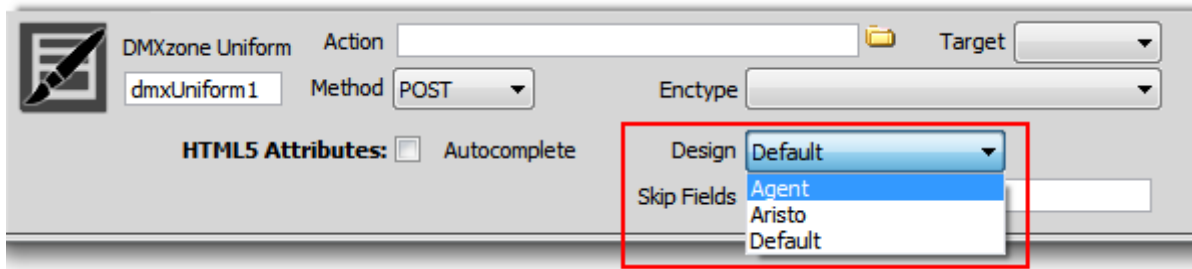 DMXzone Uniform Action Target
dmxUniform1 Method POST Enctype
HTML5 Attributes: Autocomplete Design Default
Skip Fields Agent
Aristo
Default